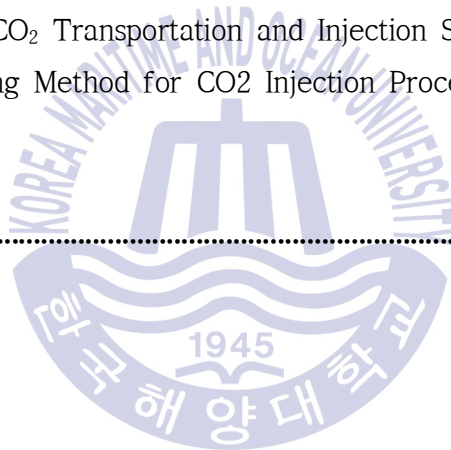 CO₂ Transportation and Injection S
ng Method for CO2 Injection Proce
KOREA MARITIME AND OCEAN UNIVERSITY
1945
한국해양대학교